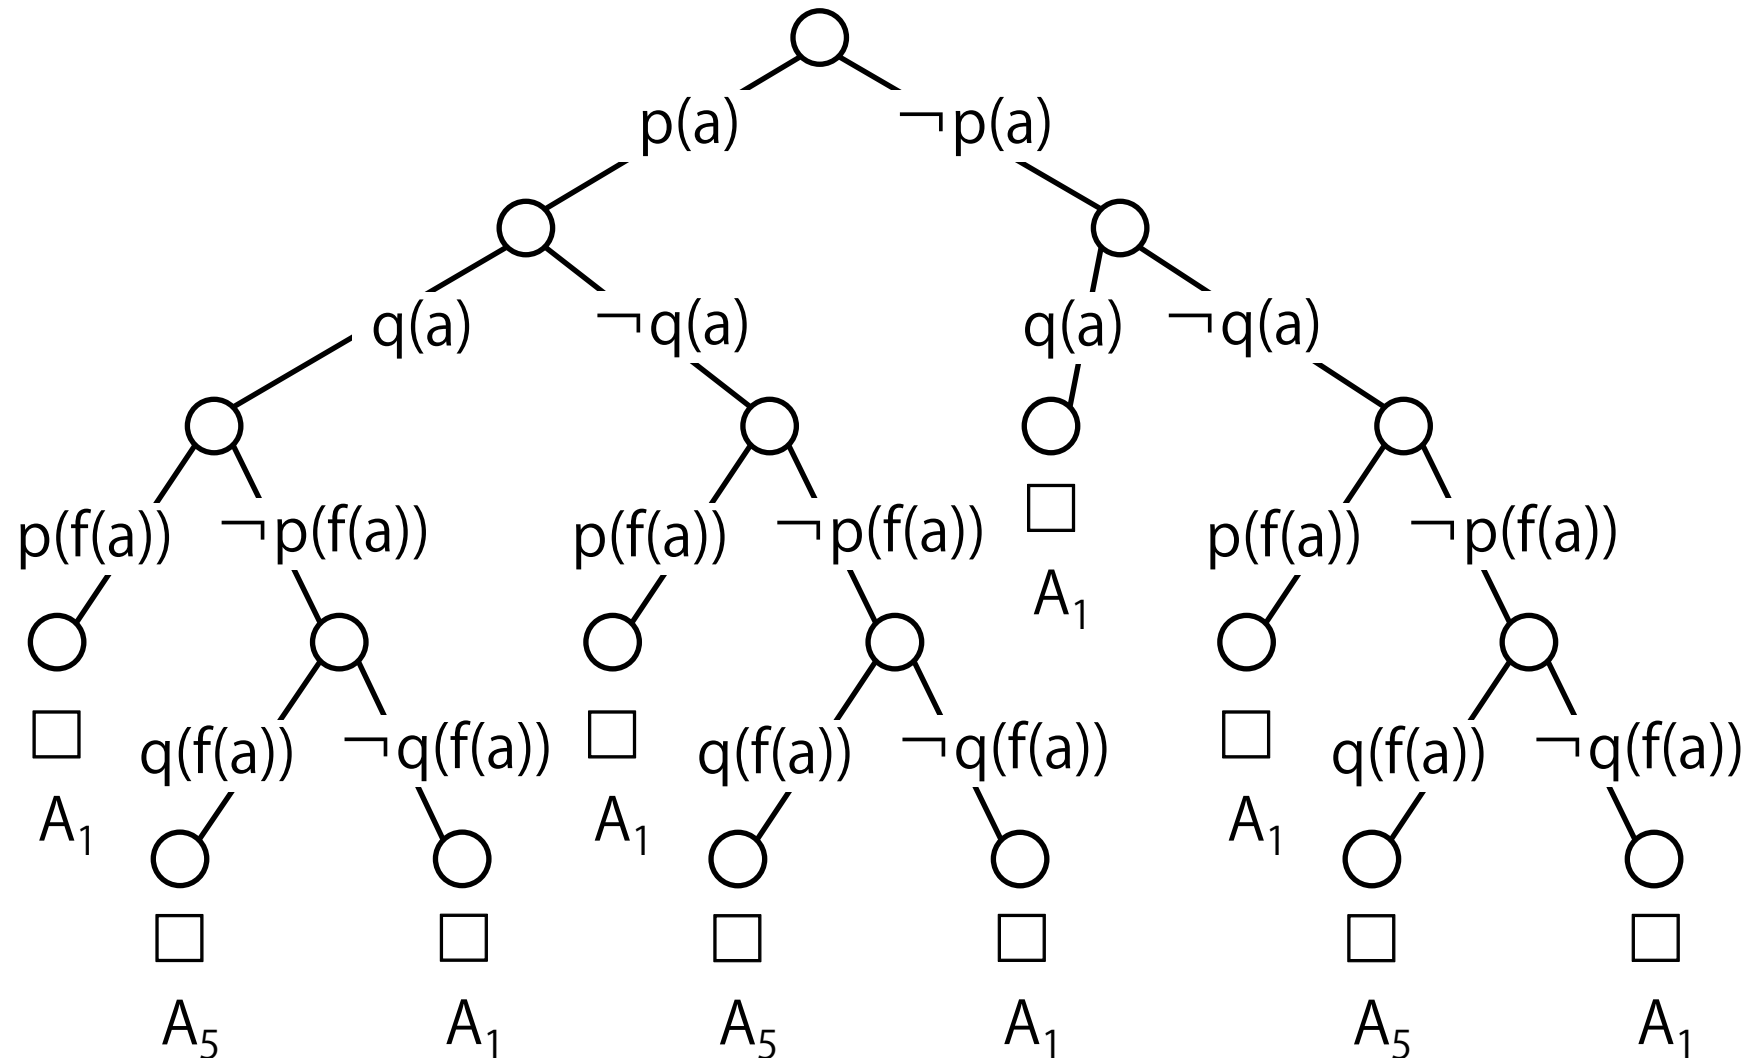 p(a) ¬p(a)
q(a) ¬q(a) q(a) ¬q(a)
p(f(a)) ¬p(f(a)) p(f(a)) ¬p(f(a)) p(f(a)) ¬p(f(a))
A₁
q(f(a)) ¬q(f(a)) q(f(a)) ¬q(f(a)) q(f(a)) ¬q(f(a))
A₁ A₁ A₁
A₅ A₁ A₅ A₁ A₅ A₁